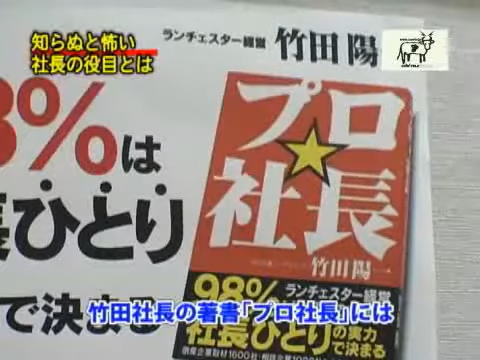 知らぬと怖い
社長の役目とは
ランチェスター経営 竹田 陽
8%は
長ひとり
で決まる
プロ
社長
竹田陽一
98% ランチェスター経営
社長ひとりの実力
で決まる
竹田社長の著書「プロ社長」には